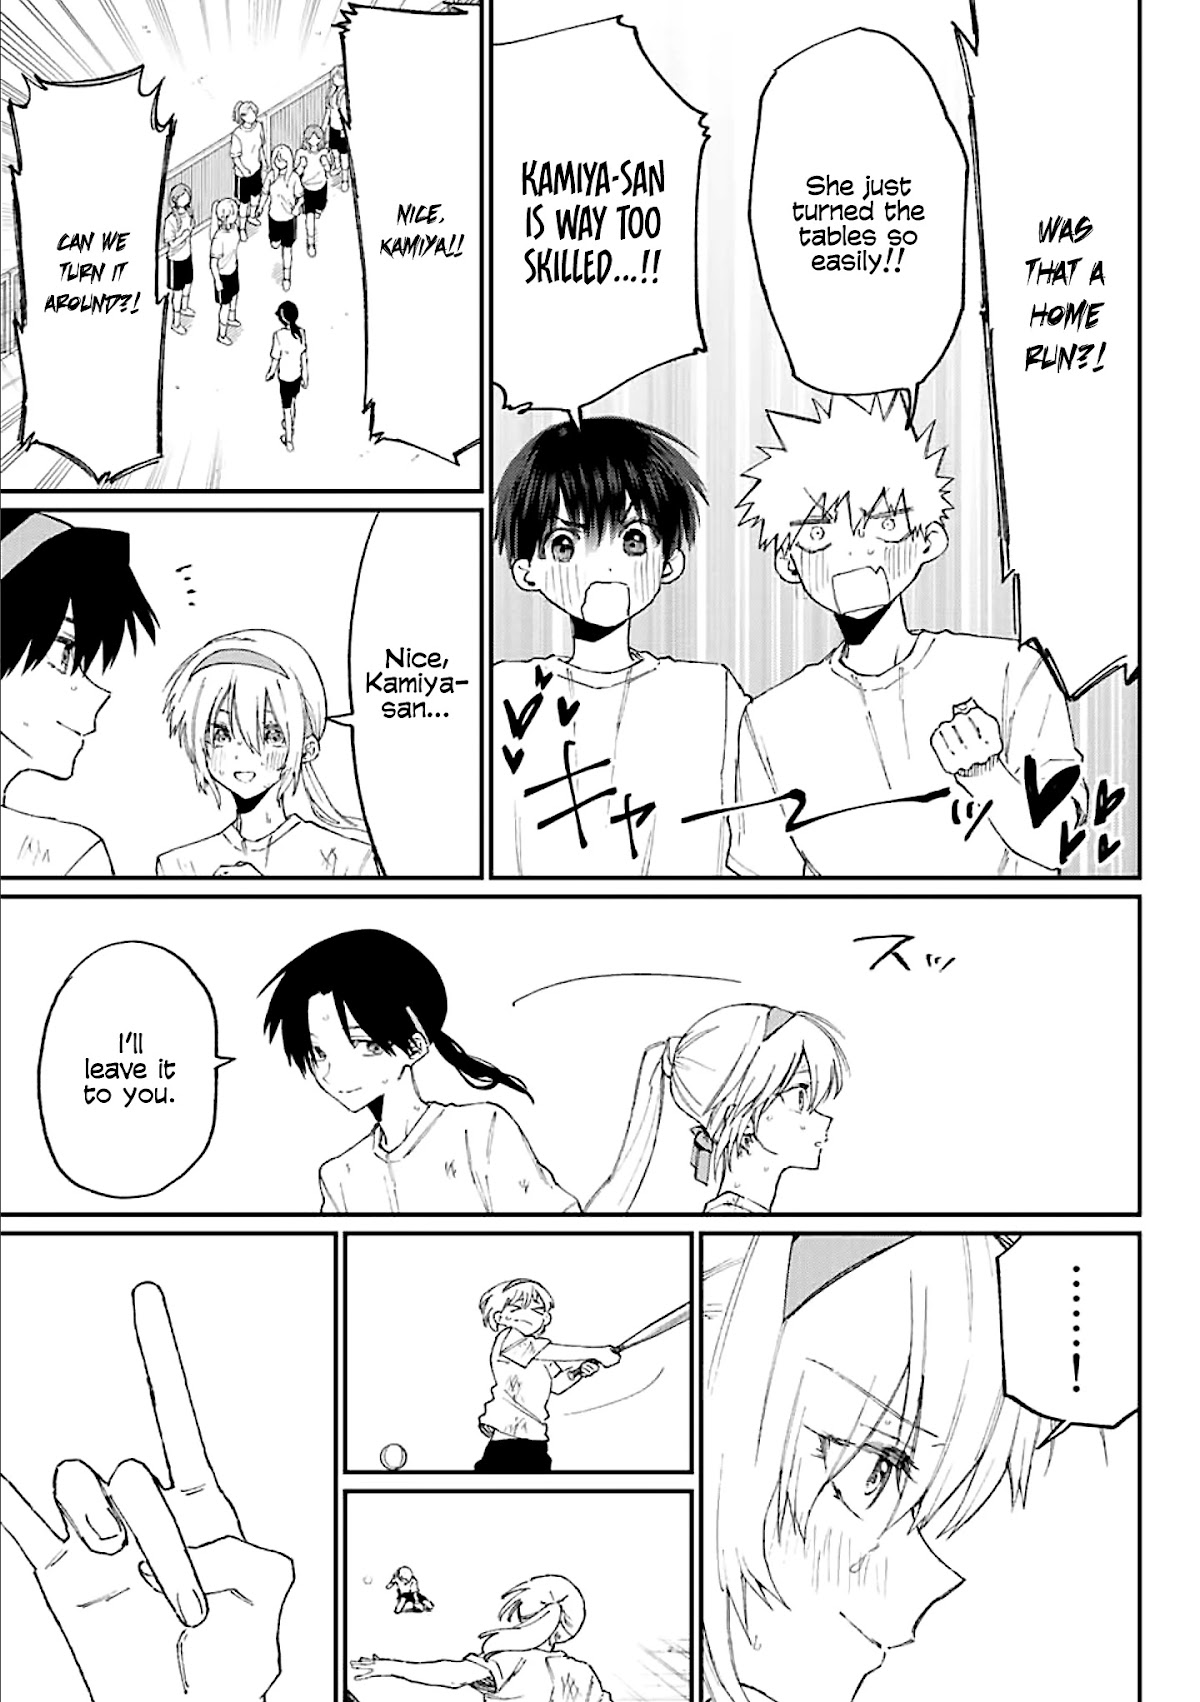 WAS
THAT A
HOME
RUN?!
She just
turned the
tables so
easily!!
KAMIYA-SAN
IS WAY TOO
SKILLED...!!
キャーッ
NICE,
KAMIYA!!
CAN WE
TURN IT
AROUND?!
Nice,
Kamiya-
san...
スッ
I'll
leave it
to you.
........!